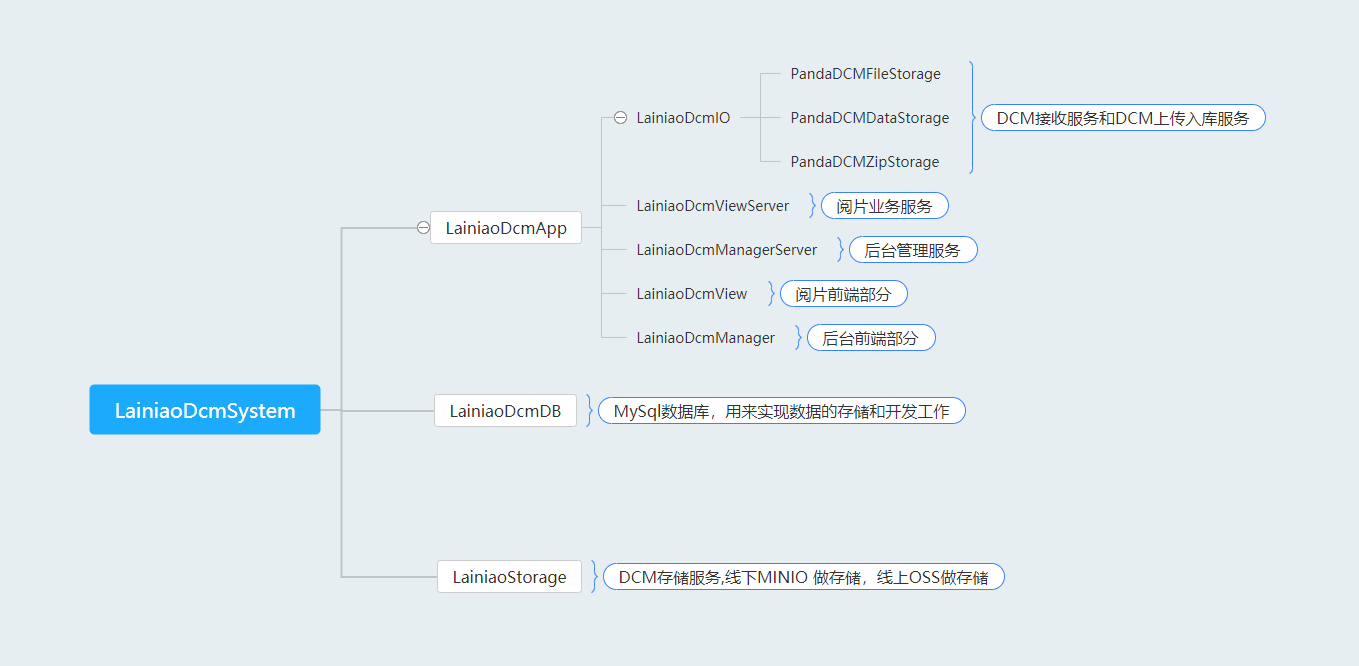 PandaDCMFileStorage
LainiaoDcmIO
PandaDCMDataStorage
DCM接收服务和DCM上传入库服务
PandaDCMZipStorage
LainiaoDcmViewServer
阅片业务服务
LainiaoDcmApp
LainiaoDcmManagerServer
后台管理服务
LainiaoDcmView
阅片前端部分
LainiaoDcmManager
后台前端部分
LainiaoDcmSystem
LainiaoDcmDB
MySql数据库，用来实现数据的存储和开发工作
LainiaoStorage
DCM存储服务,线下MINIO 做存储，线上OSS做存储